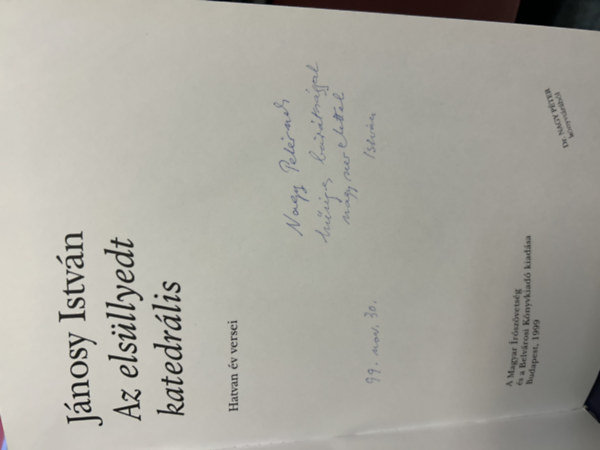 Jánosy István
Az elsüllyedt
katedrális
Hatvan év versei
Nagy Péternek
hűséges barátsággal
nagy szeretettel
István
99. nov. 30.
A Magyar Írószövetség
és a Belvárosi Könyvkiadó kiadása
Budapest, 1999
Dr. NAGY PÉTER